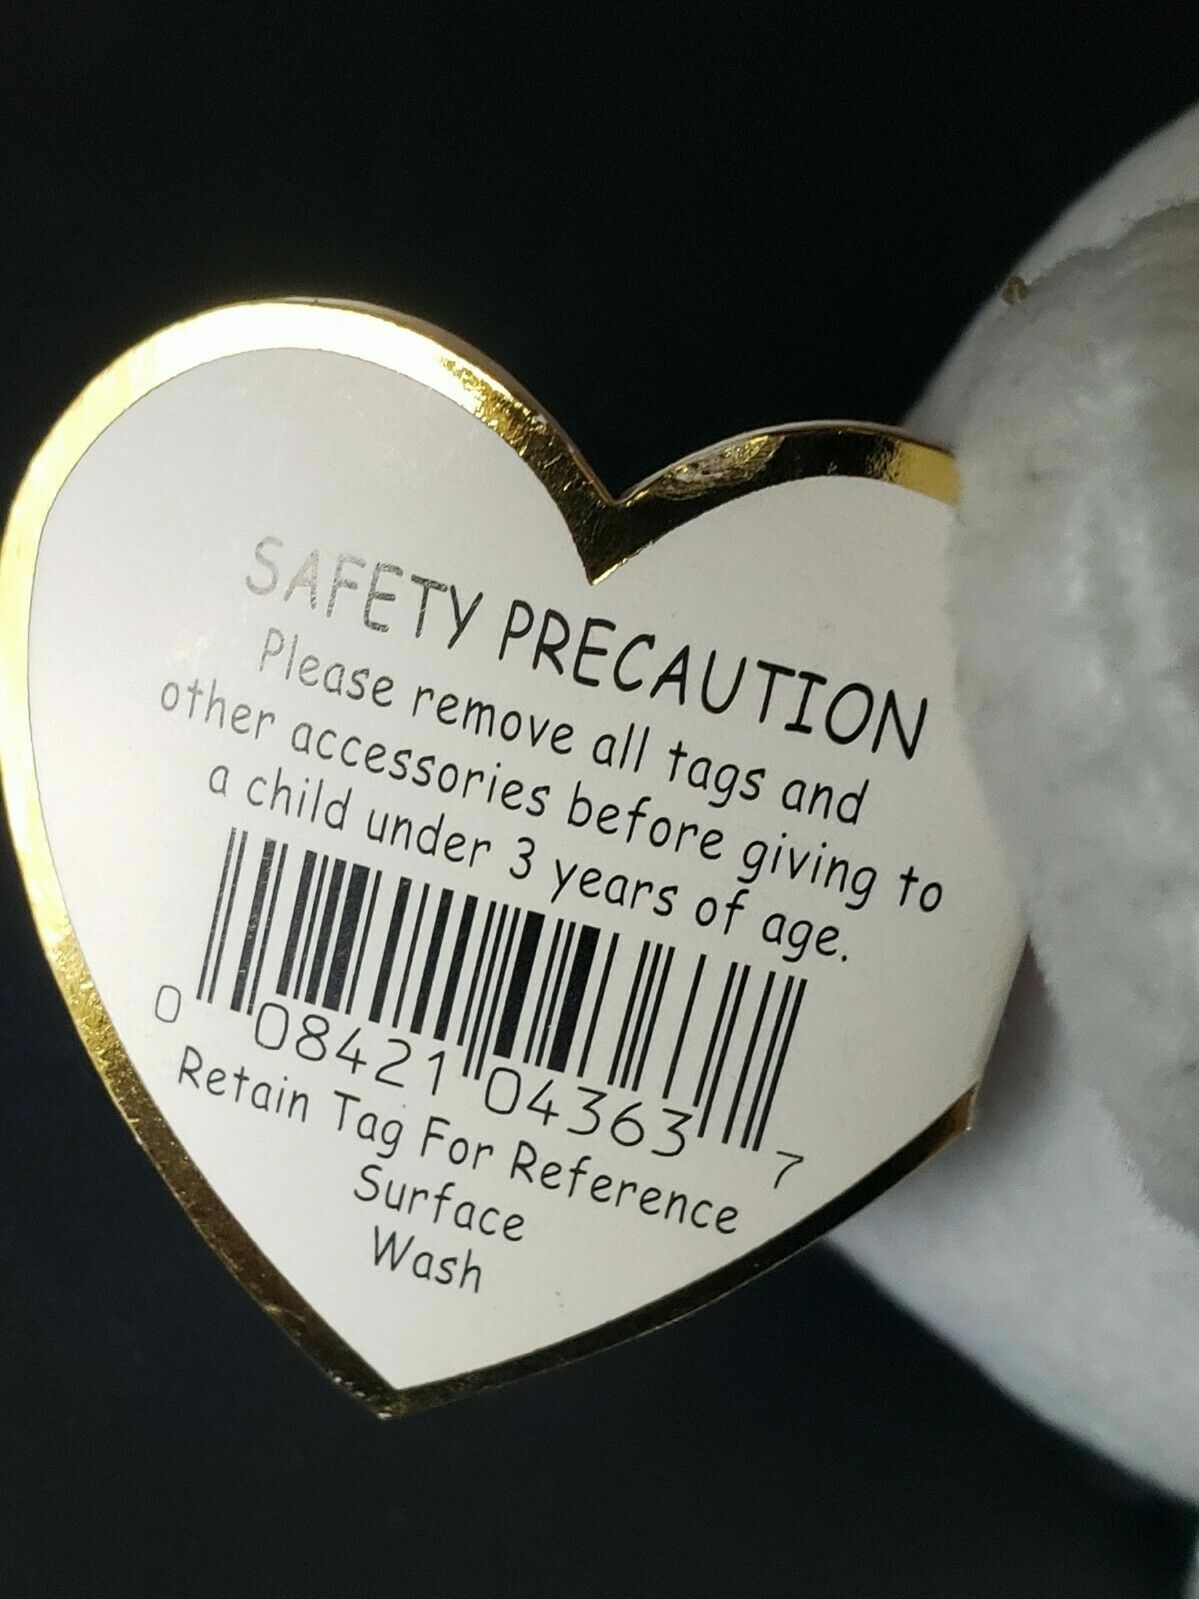 SAFETY PRECAUTION
Please remove all tags and
other accessories before giving to
a child under 3 years of age.
0 08421 04363 7
Retain Tag For Reference
Surface
Wash